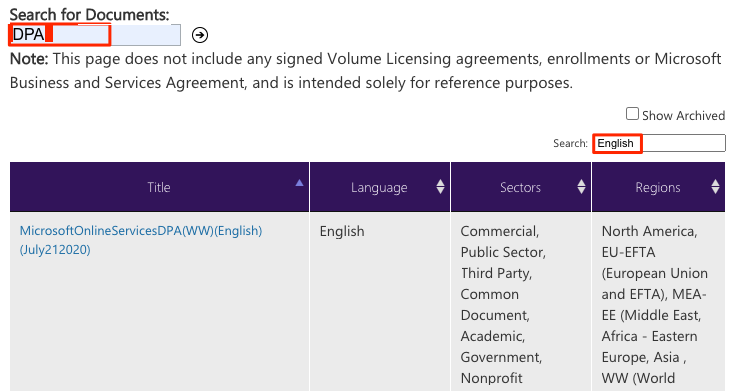 Search for Documents:
DPA
Note: This page does not include any signed Volume Licensing agreements, enrollments or Microsoft
Business and Services Agreement, and is intended solely for reference purposes.
Show Archived
Search: English
Title Language Sectors Regions
MicrosoftOnlineServicesDPA(WW)(English)
(July212020)
English
Commercial,
Public Sector,
Third Party,
Common
Document,
Academic,
Government,
Nonprofit
North America,
EU-EFTA
(European Union
and EFTA), MEA-
EE (Middle East,
Africa - Eastern
Europe, Asia ,
WW (World